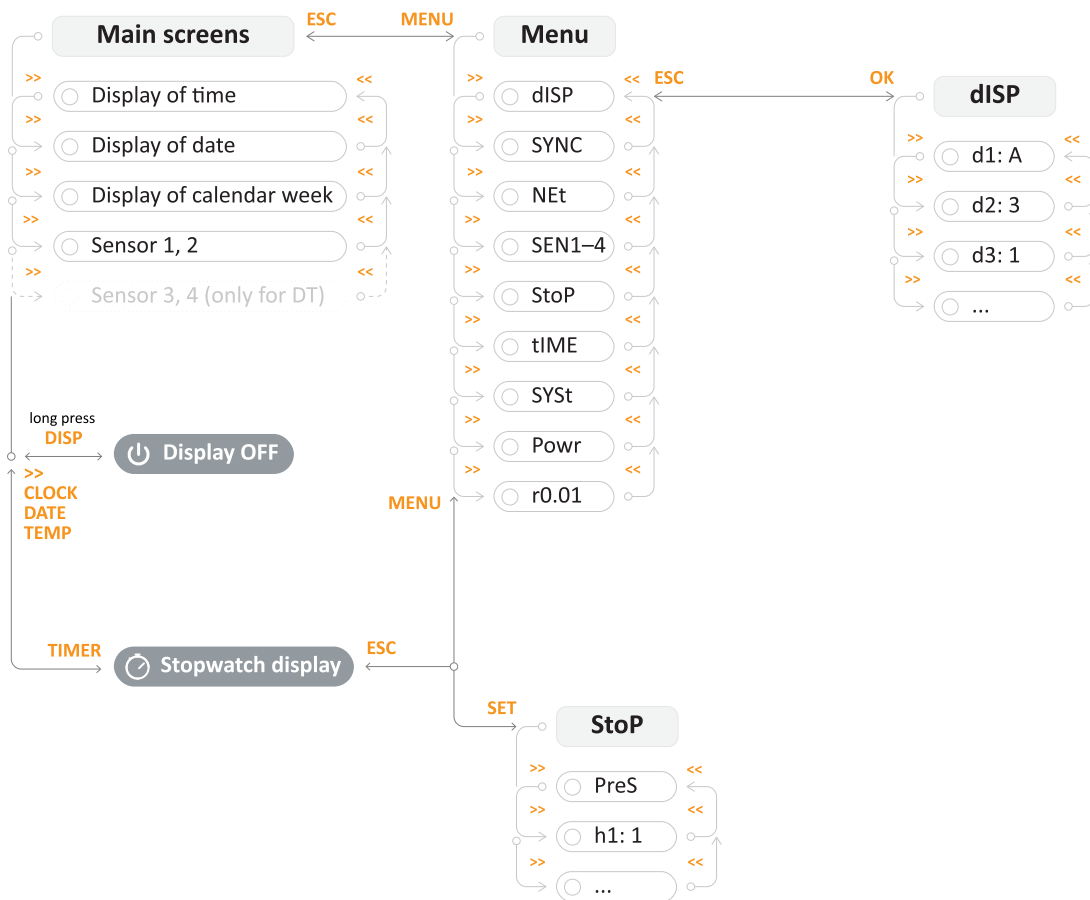 Main screens
ESC
MENU
>>
<<
Display of time
>>
<<
Display of date
>>
<<
Display of calendar week
>>
<<
Sensor 1, 2
>>
<<
Sensor 3, 4 (only for DT)
long press
DISP
Display OFF
>>
CLOCK
DATE
TEMP
TIMER
Stopwatch display
ESC
MENU
SET
Menu
>>
<<
dISP
>>
<<
SYNC
>>
<<
NEt
>>
<<
SEN1–4
>>
<<
StoP
>>
<<
tIME
>>
<<
SYSt
>>
<<
Powr
>>
<<
r0.01
ESC
OK
dISP
>>
<<
d1: A
>>
<<
d2: 3
>>
<<
d3: 1
>>
<<
...
StoP
>>
<<
PreS
>>
<<
h1: 1
>>
<<
...